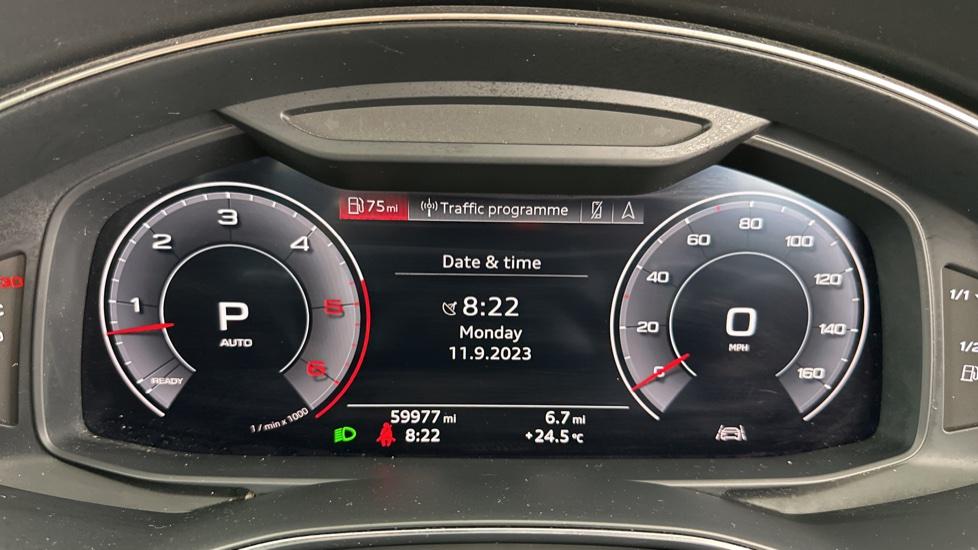 75 mi Traffic programme
Date & time
8:22
Monday
11.9.2023
59977 mi 6.7 mi
8:22 +24.5 °C
1 2 3 4 5 6
P
AUTO
READY
1 / min x 1000
0 20 40 60 80 100 120 140 160
0
MPH
1/1
1/2